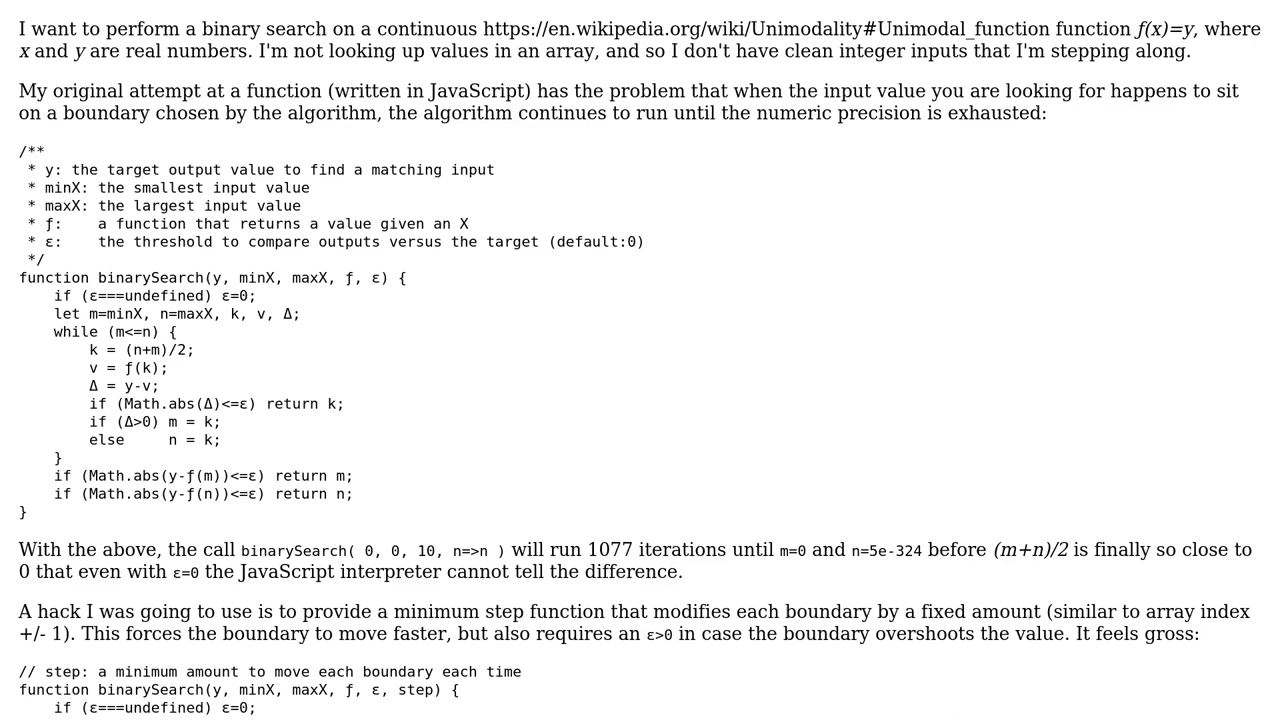 I want to perform a binary search on a continuous https://en.wikipedia.org/wiki/Unimodality#Unimodal_function function ƒ(x)=y, where
x and y are real numbers. I'm not looking up values in an array, and so I don't have clean integer inputs that I'm stepping along.
My original attempt at a function (written in JavaScript) has the problem that when the input value you are looking for happens to sit
on a boundary chosen by the algorithm, the algorithm continues to run until the numeric precision is exhausted:
/**
 * y: the target output value to find a matching input
 * minX: the smallest input value
 * maxX: the largest input value
 * ƒ:    a function that returns a value given an X
 * ε:    the threshold to compare outputs versus the target (default:0)
 */
function binarySearch(y, minX, maxX, ƒ, ε) {
    if (ε===undefined) ε=0;
    let m=minX, n=maxX, k, v, Δ;
    while (m<=n) {
        k = (n+m)/2;
        v = ƒ(k);
        Δ = y-v;
        if (Math.abs(Δ)<=ε) return k;
        if (Δ>0) m = k;
        else     n = k;
    }
    if (Math.abs(y-ƒ(m))<=ε) return m;
    if (Math.abs(y-ƒ(n))<=ε) return n;
}
With the above, the call binarySearch( 0, 0, 10, n=>n ) will run 1077 iterations until m=0 and n=5e-324 before (m+n)/2 is finally so close to
0 that even with ε=0 the JavaScript interpreter cannot tell the difference.
A hack I was going to use is to provide a minimum step function that modifies each boundary by a fixed amount (similar to array index
+/- 1). This forces the boundary to move faster, but also requires an ε>0 in case the boundary overshoots the value. It feels gross:
// step: a minimum amount to move each boundary each time
function binarySearch(y, minX, maxX, ƒ, ε, step) {
    if (ε===undefined) ε=0;